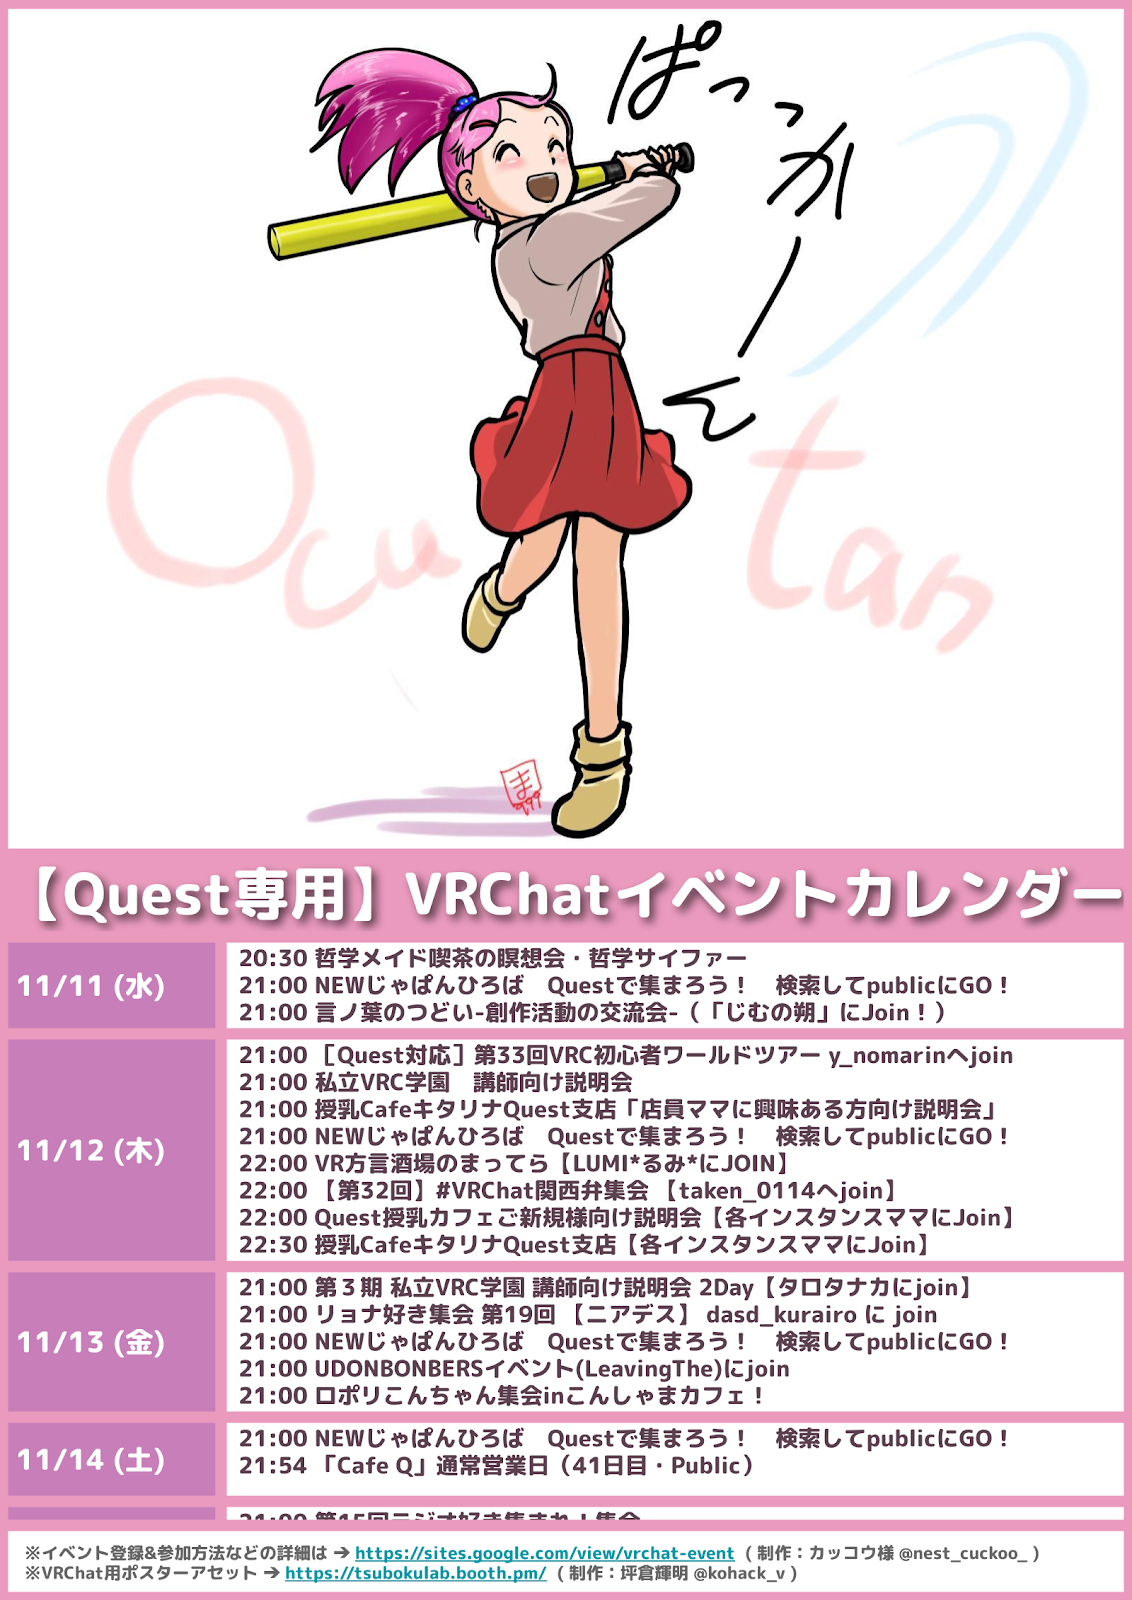 ぱっっかーん
Ocutan
ま
999
【Quest専用】VRChatイベントカレンダー
11/11 (水)
20:30 哲学メイド喫茶の瞑想会・哲学サイファー
21:00 NEWじゃぱんひろば　Questで集まろう！　検索してpublicにGO！
21:00 言ノ葉のつどい-創作活動の交流会-（「じむの朔」にJoin！）
11/12 (木)
21:00 ［Quest対応］第33回VRC初心者ワールドツアー y_nomarinへjoin
21:00 私立VRC学園　講師向け説明会
21:00 授乳CafeキタリナQuest支店「店員ママに興味ある方向け説明会」
21:00 NEWじゃぱんひろば　Questで集まろう！　検索してpublicにGO！
22:00 VR方言酒場のまってら【LUMI*るみ*にJOIN】
22:00 【第32回】#VRChat関西弁集会 【taken_0114へjoin】
22:00 Quest授乳カフェご新規様向け説明会【各インスタンスママにJoin】
22:30 授乳CafeキタリナQuest支店【各インスタンスママにJoin】
11/13 (金)
21:00 第３期 私立VRC学園 講師向け説明会 2Day【タロタナカにjoin】
21:00 リョナ好き集会 第19回 【ニアデス】 dasd_kurairo に join
21:00 NEWじゃぱんひろば　Questで集まろう！　検索してpublicにGO！
21:00 UDONBONBERSイベント(LeavingThe)にjoin
21:00 ロポリこんちゃん集会inこんしゃまカフェ！
11/14 (土)
21:00 NEWじゃぱんひろば　Questで集まろう！　検索してpublicにGO！
21:54 「Cafe Q」通常営業日（41日目・Public）
21:00 第15回ラジオ好き集まれ！集会
※イベント登録&参加方法などの詳細は ➔ https://sites.google.com/view/vrchat-event （ 制作：カッコウ様 @nest_cuckoo_ ）
※VRChat用ポスターアセット ➔ https://tsubokulab.booth.pm/ （ 制作：坪倉輝明 @kohack_v ）